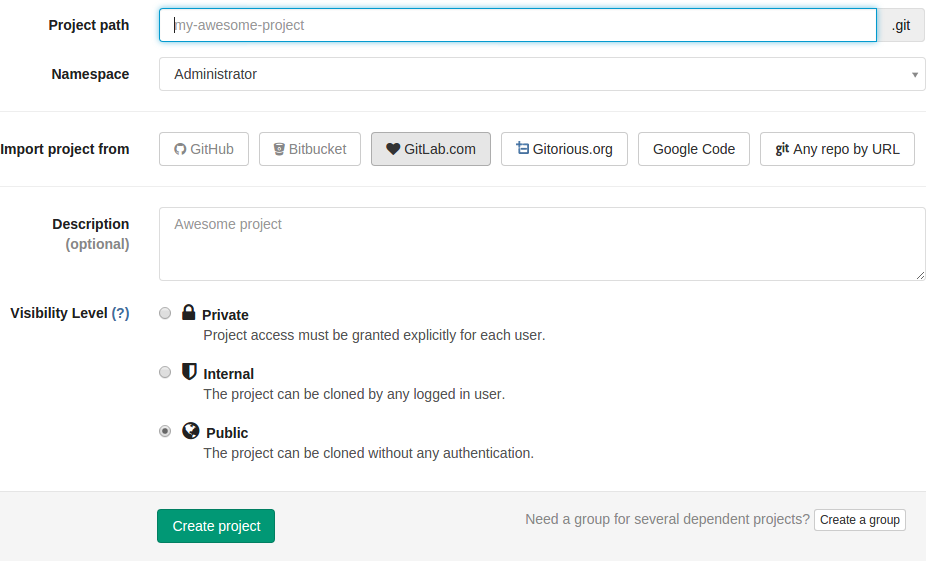 Project path my-awesome-project .git
Namespace Administrator
Import project from GitHub Bitbucket GitLab.com Gitorious.org Google Code git Any repo by URL
Description Awesome project
(optional)
Visibility Level (?) Private
Project access must be granted explicitly for each user.
Internal
The project can be cloned by any logged in user.
Public
The project can be cloned without any authentication.
Create project Need a group for several dependent projects? Create a group